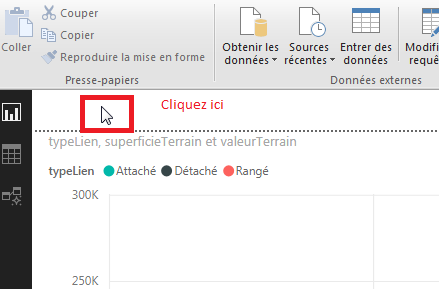 Couper
Copier
Reproduire la mise en forme
Coller
Presse-papiers
Obtenir les
données
Sources
récentes
Entrer des
données
Modifi
requê
Données externes
Cliquez ici
typeLien, superficieTerrain et valeurTerrain
typeLien Attaché Détaché Rangé
300K
250K